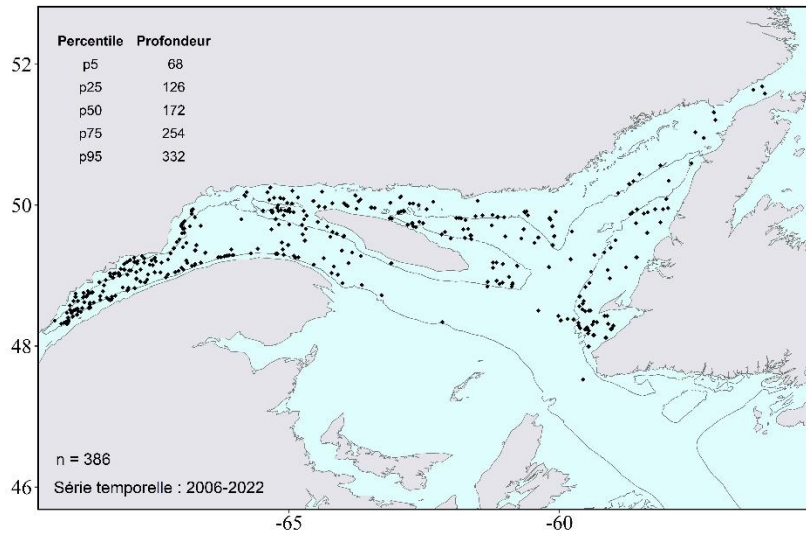 52
50
48
46
Percentile Profondeur
p5 68
p25 126
p50 172
p75 254
p95 332
n = 386
Série temporelle : 2006-2022
-65 -60